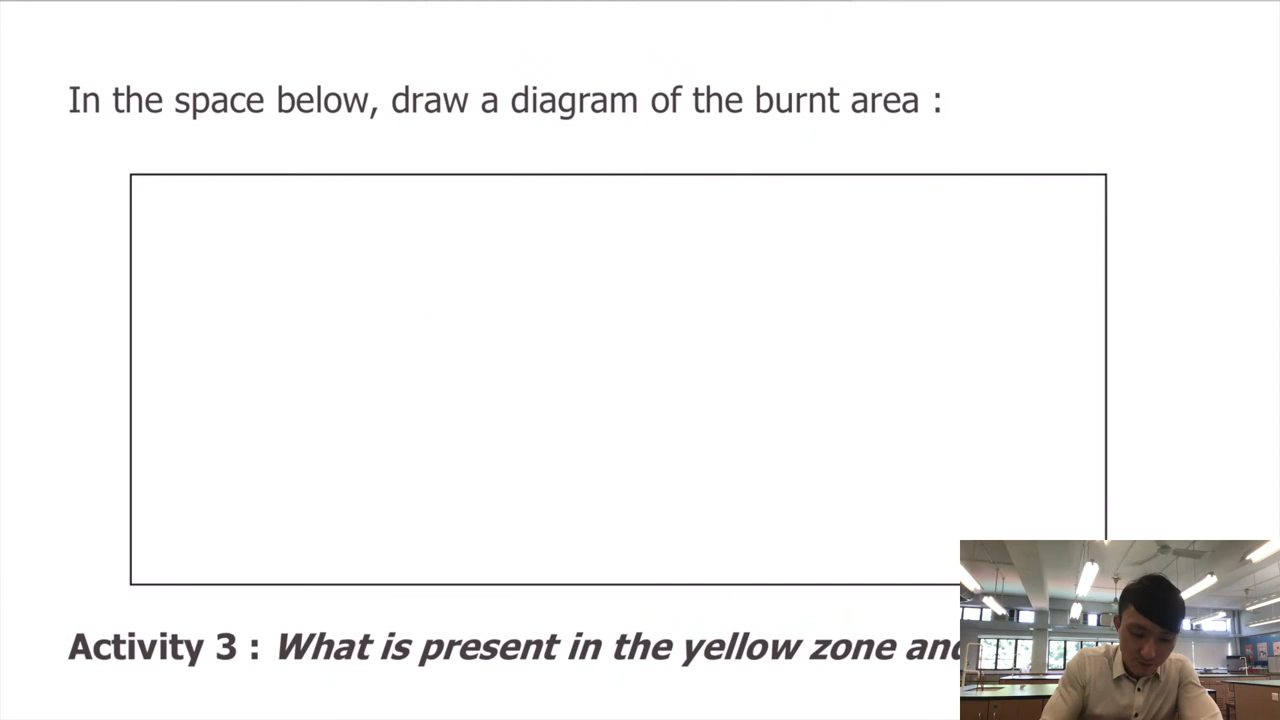 In the space below, draw a diagram of the burnt area :
Activity 3 : What is present in the yellow zone and